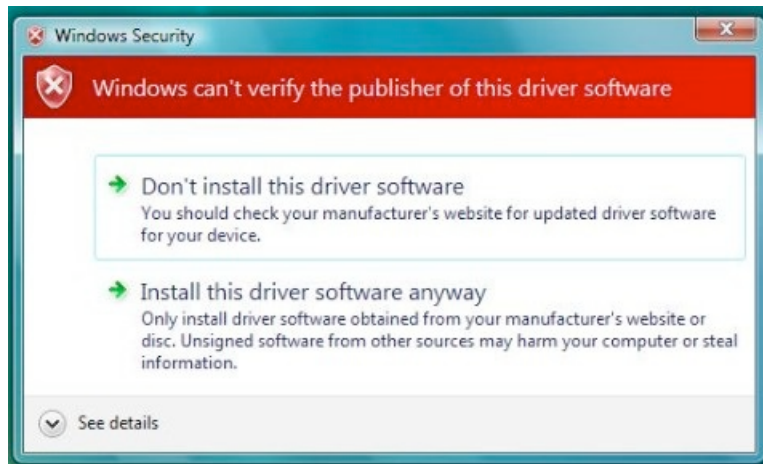 Windows Security
Windows can't verify the publisher of this driver software
Don't install this driver software
You should check your manufacturer's website for updated driver software
for your device.
Install this driver software anyway
Only install driver software obtained from your manufacturer's website or
disc. Unsigned software from other sources may harm your computer or steal
information.
See details